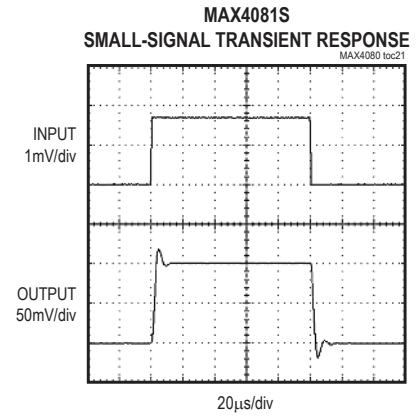 MAX4081S
SMALL-SIGNAL TRANSIENT RESPONSE
MAX4080 toc21
INPUT
1mV/div
OUTPUT
50mV/div
20μs/div